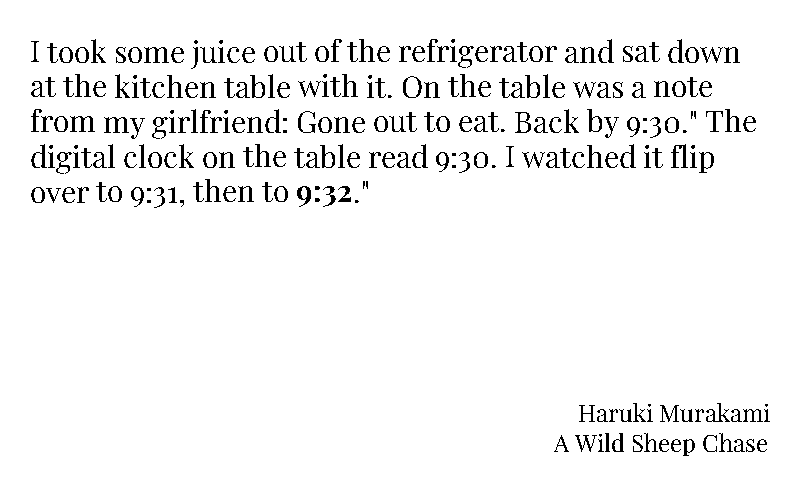 I took some juice out of the refrigerator and sat down
at the kitchen table with it. On the table was a note
from my girlfriend: Gone out to eat. Back by 9:30." The
digital clock on the table read 9:30. I watched it flip
over to 9:31, then to 9:32."
Haruki Murakami
A Wild Sheep Chase